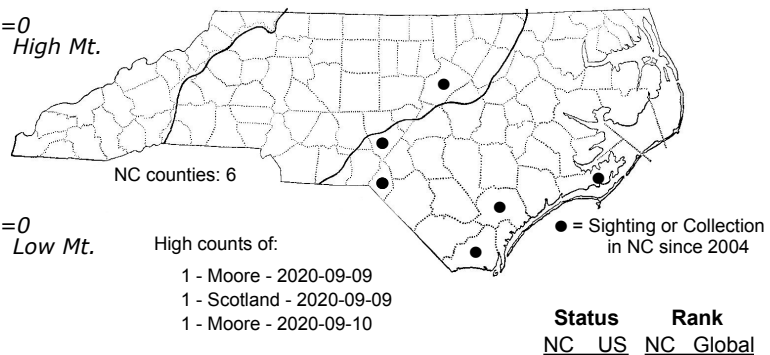 =0
High Mt.
NC counties: 6
=0
Low Mt.
High counts of:
1 - Moore - 2020-09-09
1 - Scotland - 2020-09-09
1 - Moore - 2020-09-10
● = Sighting or Collection
in NC since 2004
Status Rank
NC US NC Global